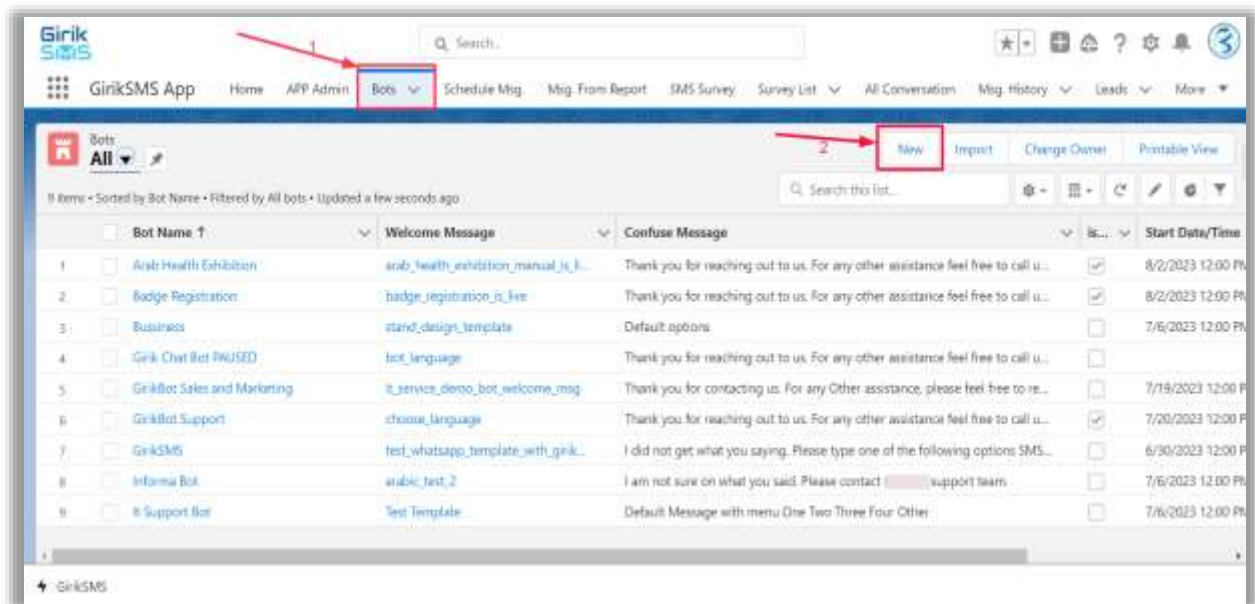 Girik
SMS
1
Search...
GirikSMS App Home APP Admin Bots Schedule Msg. Msg. From Report SMS Survey Survey List All Conversation Msg. History Leads More
Bots
All
2
New Import Change Owner Printable View
11 items • Sorted by Bot Name • Filtered by All bots • Updated a few seconds ago
Search this list...
Bot Name ↑ Welcome Message Confuse Message is... Start Date/Time
1 Arab Health Exhibition arab_health_exhibition_manual_is_l... Thank you for reaching out to us. For any other assistance feel free to call u... 8/2/2023 12:00 PM
2 Badge Registration badge_registration_is_live Thank you for reaching out to us. For any other assistance feel free to call u... 8/2/2023 12:00 PM
3 Bussiness stand_design_template Default options 7/6/2023 12:00 PM
4 Girik Chat Bot PAUSED bot_language Thank you for reaching out to us. For any other assistance feel free to call u...
5 GirikBot Sales and Marketing it_service_demo_bot_welcome_msg Thank you for contacting us. For any Other assistance, please feel free to re... 7/19/2023 12:00 P
6 GirikBot Support choose_language Thank you for reaching out to us. For any other assistance feel free to call u... 7/20/2023 12:00 P
7 GirikSMS test_whatsapp_template_with_girik... I did not get what you saying. Please type one of the following options SMS... 6/30/2023 12:00 P
8 Informa Bot arabic_test_2 I am not sure on what you said. Please contact support team 7/6/2023 12:00 PM
9 It Support Bot Test Template Default Message with menu One Two Three Four Other 7/6/2023 12:00 PM
GirikSMS